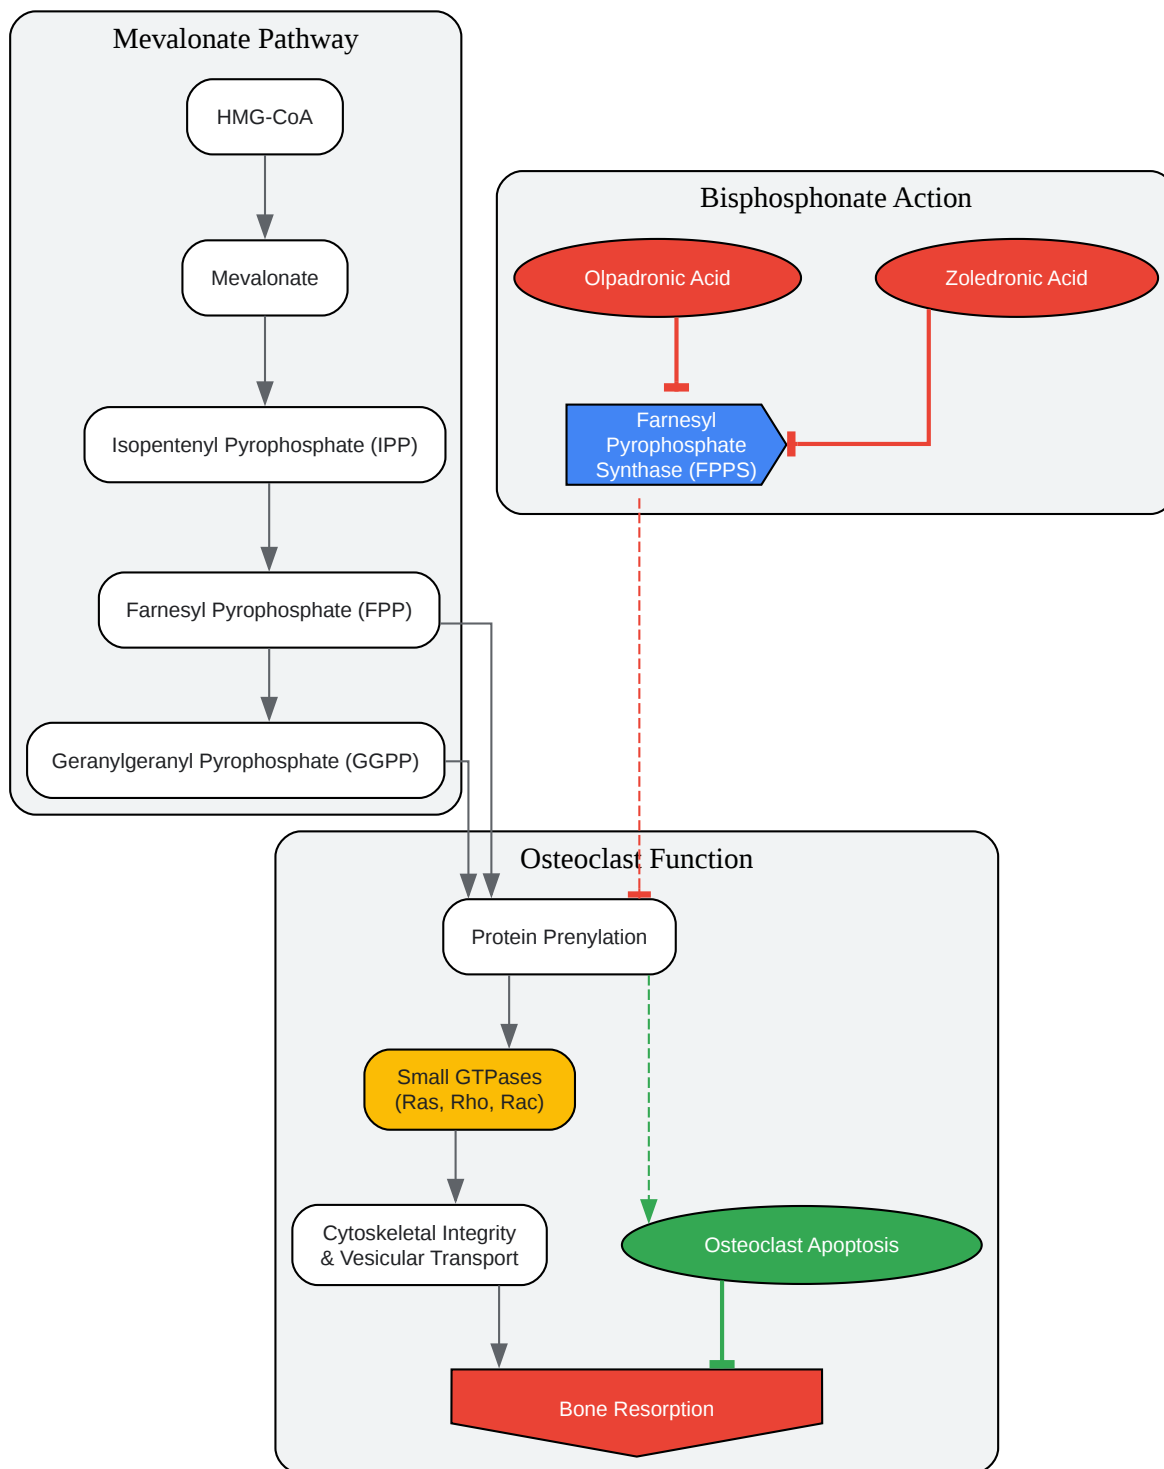 Mevalonate Pathway
HMG-CoA
Mevalonate
Isopentenyl Pyrophosphate (IPP)
Farnesyl Pyrophosphate (FPP)
Geranylgeranyl Pyrophosphate (GGPP)
Bisphosphonate Action
Olpadronic Acid
Zoledronic Acid
Farnesyl
Pyrophosphate
Synthase (FPPS)
Osteoclast Function
Protein Prenylation
Small GTPases
(Ras, Rho, Rac)
Cytoskeletal Integrity
& Vesicular Transport
Osteoclast Apoptosis
Bone Resorption